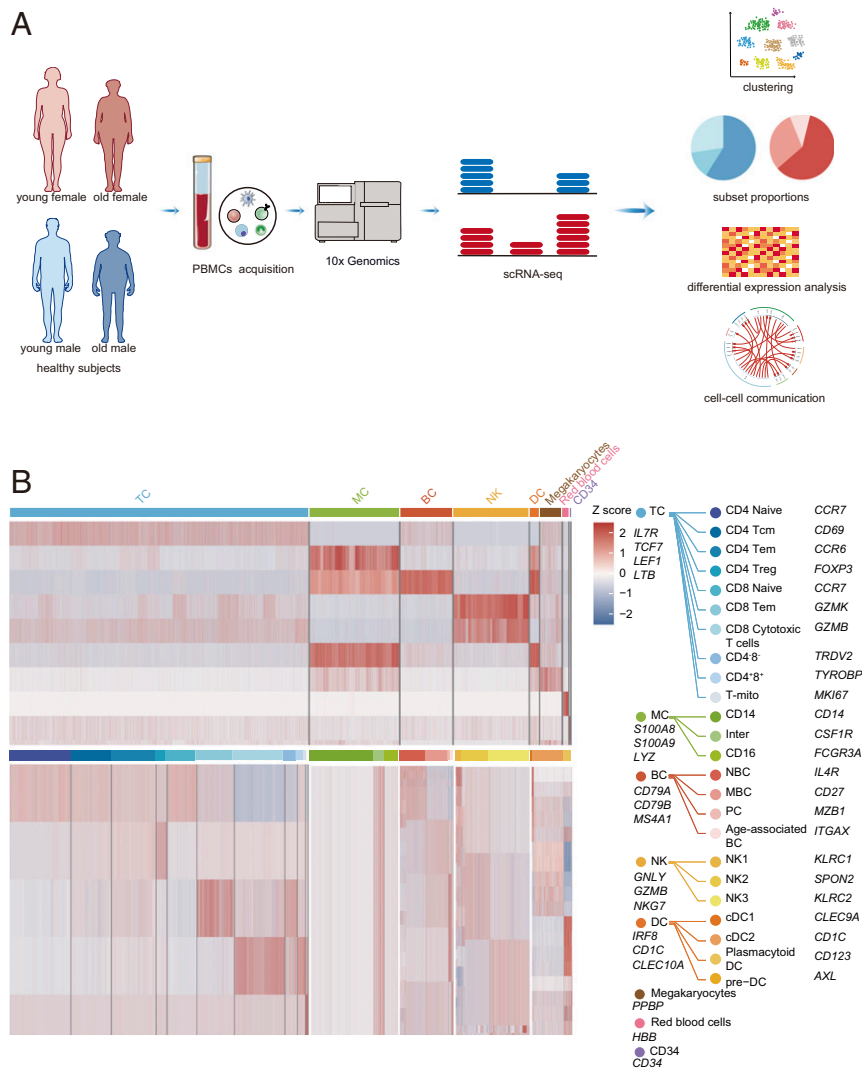 A
young female
old female
young male
old male
healthy subjects
PBMCs acquisition
10x Genomics
scRNA-seq
clustering
subset proportions
differential expression analysis
cell-cell communication
B
TC
MC
BC
NK
DC
Megakaryocytes
Red blood cells
CD34
Z score
2
1
0
−1
−2
TC
IL7R
TCF7
LEF1
LTB
CD4 Naive CCR7
CD4 Tcm CD69
CD4 Tem CCR6
CD4 Treg FOXP3
CD8 Naive CCR7
CD8 Tem GZMK
CD8 Cytotoxic GZMB
T cells
CD4-8- TRDV2
CD4+8+ TYROBP
T-mito MKI67
MC
S100A8
S100A9
LYZ
CD14 CD14
Inter CSF1R
CD16 FCGR3A
BC
CD79A
CD79B
MS4A1
NBC IL4R
MBC CD27
PC MZB1
Age-associated ITGAX
BC
NK
GNLY
GZMB
NKG7
NK1 KLRC1
NK2 SPON2
NK3 KLRC2
DC
IRF8
CD1C
CLEC10A
cDC1 CLEC9A
cDC2 CD1C
Plasmacytoid CD123
DC
pre−DC AXL
Megakaryocytes
PPBP
Red blood cells
HBB
CD34
CD34